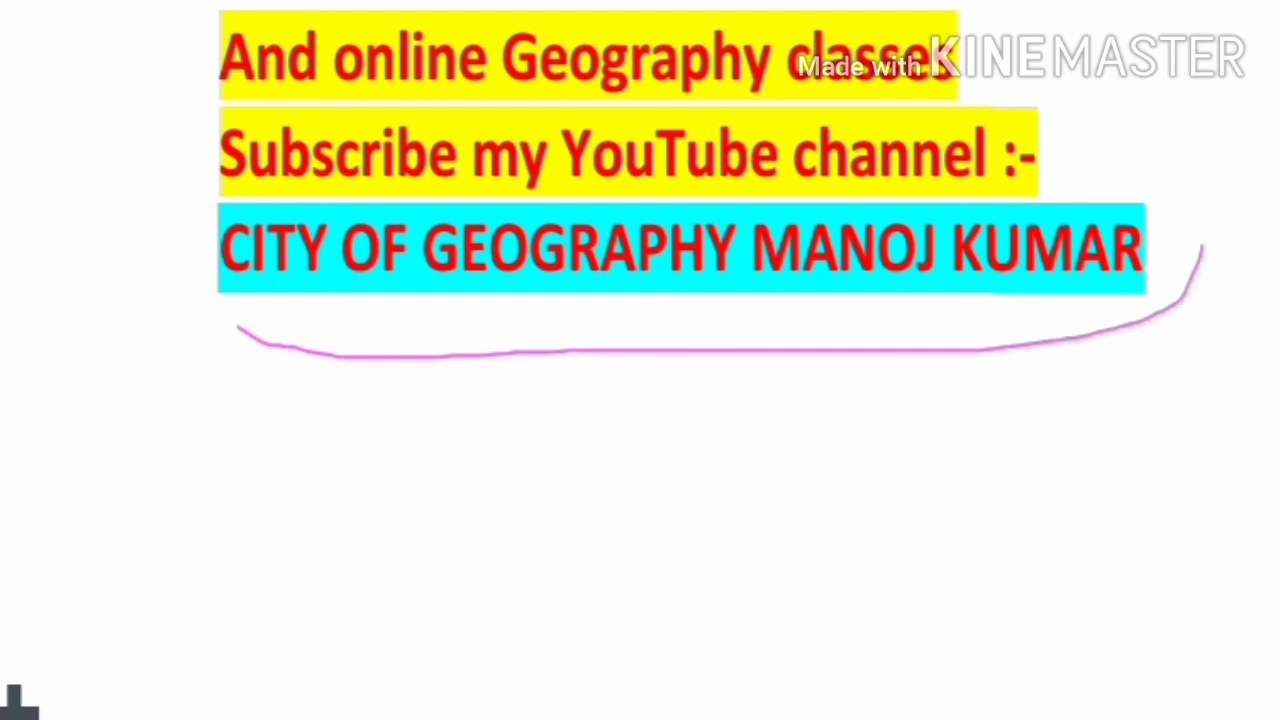 And online Geography classes
Made with KINEMASTER
Subscribe my YouTube channel :-
CITY OF GEOGRAPHY MANOJ KUMAR